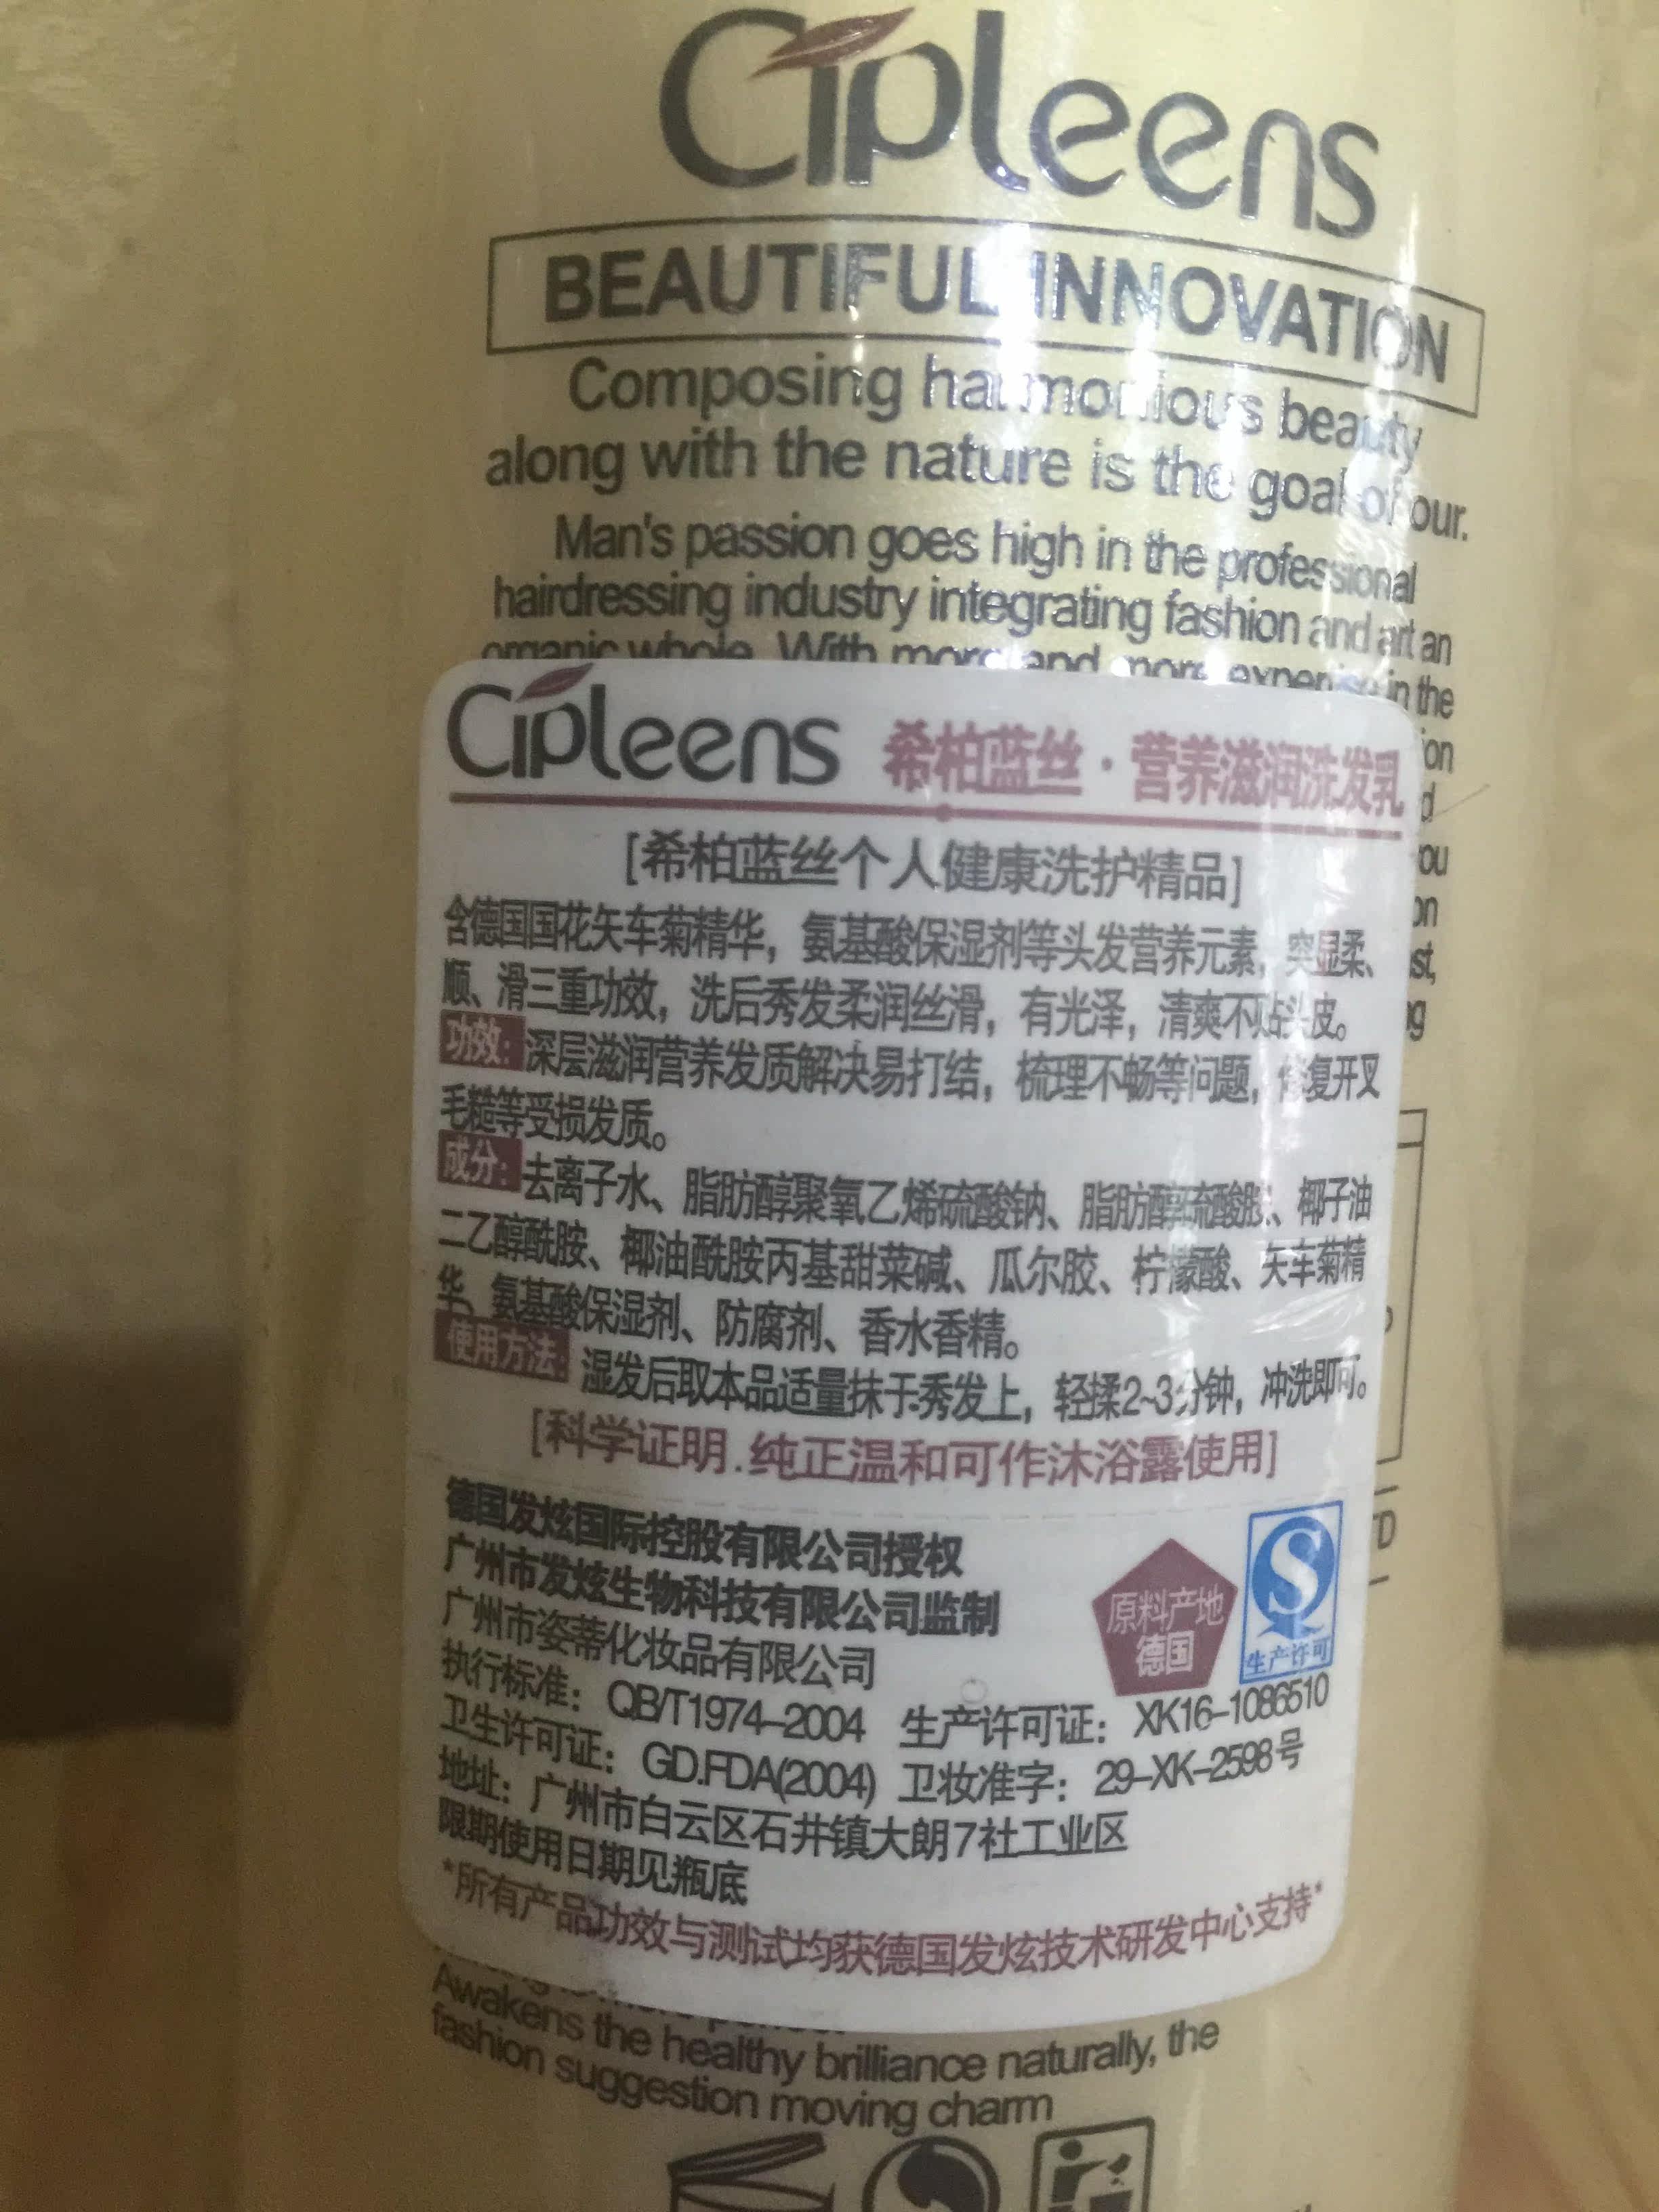 Cipleens
BEAUTIFUL INNOVATION
Composing harmonious beauty
along with the nature is the goal of our.
Man's passion goes high in the professional
hairdressing industry integrating fashion and art an
organic whole. With more and more expertise in the
ion
d
you
on
st,
ng
Cipleens 希柏蓝丝·营养滋润洗发乳
[希柏蓝丝个人健康洗护精品]
含德国国花矢车菊精华，氨基酸保湿剂等头发营养元素，突显柔、
顺、滑三重功效，洗后秀发柔润丝滑，有光泽，清爽不贴头皮。
功效：深层滋润营养发质解决易打结，梳理不畅等问题，修复开叉
毛糙等受损发质。
成分：去离子水、脂肪醇聚氧乙烯硫酸钠、脂肪醇硫酸胺、椰子油
二乙醇酰胺、椰油酰胺丙基甜菜碱、瓜尔胶、柠檬酸、矢车菊精
华、氨基酸保湿剂、防腐剂、香水香精。
使用方法：湿发后取本品适量抹于秀发上，轻揉2~3分钟，冲洗即可。
[科学证明.纯正温和可作沐浴露使用]
德国发炫国际控股有限公司授权
广州市发炫生物科技有限公司监制
广州市姿蒂化妆品有限公司
原料产地
德国
生产许可
执行标准：QB/T1974-2004 生产许可证：XK16-1086510
卫生许可证：GD.FDA(2004) 卫妆准字：29-XK-2598号
地址：广州市白云区石井镇大朗7社工业区
限期使用日期见瓶底
*所有产品功效与测试均获德国发炫技术研发中心支持*
Awakens the healthy brilliance naturally, the
fashion suggestion moving charm